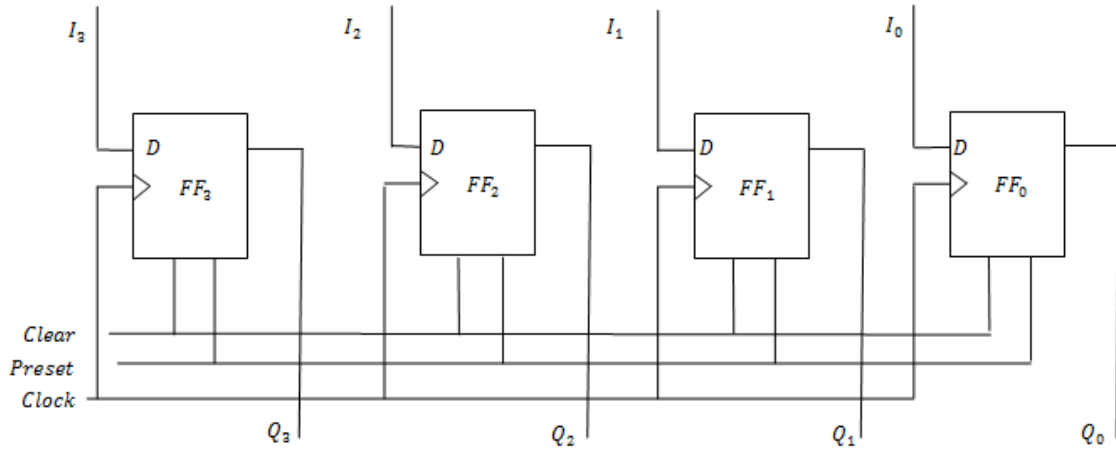 I₃ I₂ I₁ I₀
D D D D
FF₃ FF₂ FF₁ FF₀
Clear
Preset
Clock
Q₃ Q₂ Q₁ Q₀